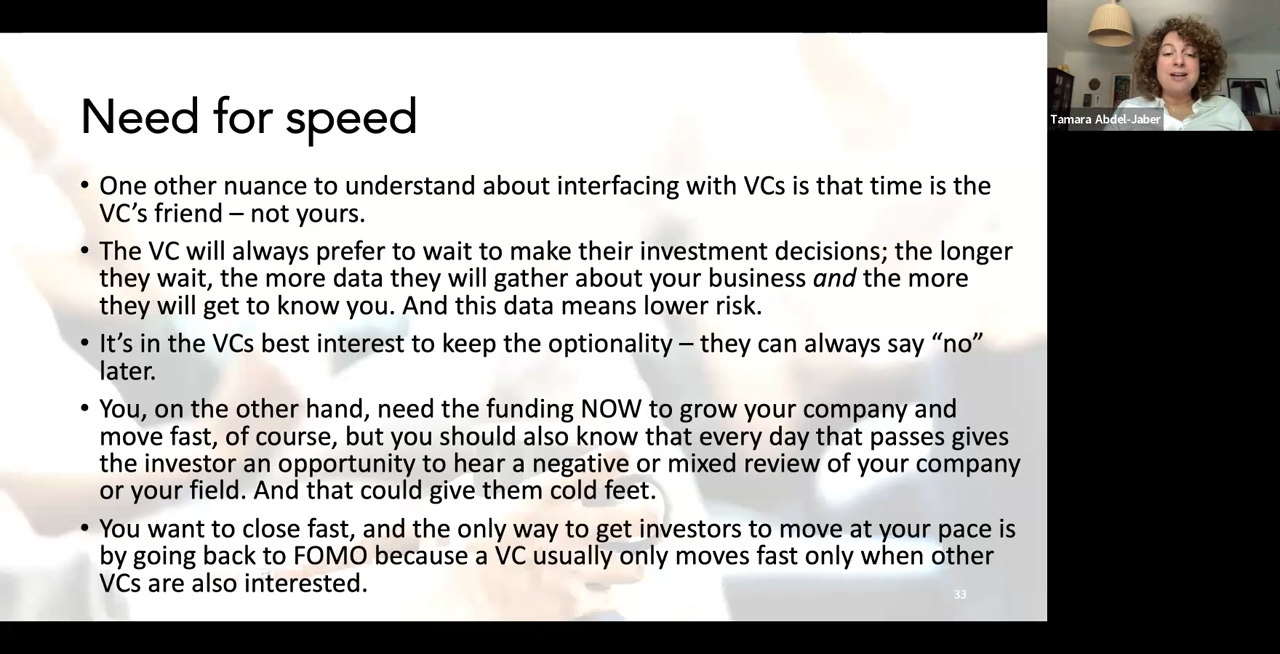 Need for speed
• One other nuance to understand about interfacing with VCs is that time is the
VC’s friend – not yours.
• The VC will always prefer to wait to make their investment decisions; the longer
they wait, the more data they will gather about your business and the more
they will get to know you. And this data means lower risk.
• It’s in the VCs best interest to keep the optionality – they can always say “no”
later.
• You, on the other hand, need the funding NOW to grow your company and
move fast, of course, but you should also know that every day that passes gives
the investor an opportunity to hear a negative or mixed review of your company
or your field. And that could give them cold feet.
• You want to close fast, and the only way to get investors to move at your pace is
by going back to FOMO because a VC usually only moves fast only when other
VCs are also interested.
33
Tamara Abdel-Jaber